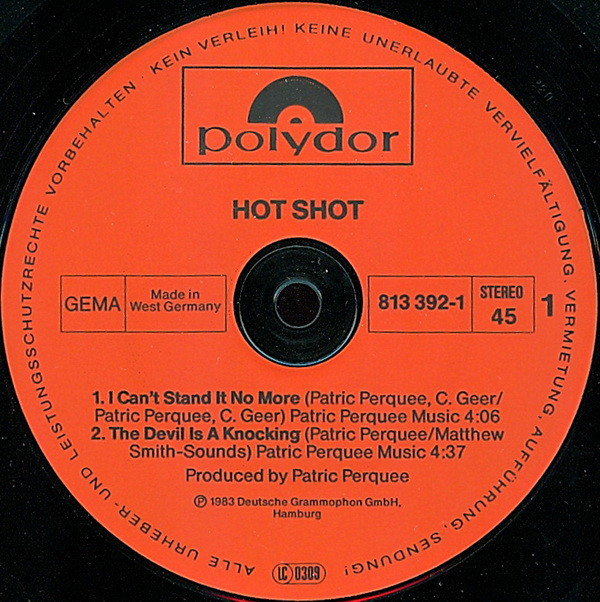 ALLE URHEBER- UND LEISTUNGSSCHUTZRECHTE VORBEHALTEN · KEIN VERLEIH! KEINE UNERLAUBTE VERVIELFÄLTIGUNG, VERMIETUNG, AUFFÜHRUNG, SENDUNG!
polydor
HOT SHOT
GEMA
Made in
West Germany
813 392-1
STEREO
45
1
1. I Can't Stand It No More (Patric Perquee, C. Geer/
Patric Perquee, C. Geer) Patric Perquee Music 4:06
2. The Devil Is A Knocking (Patric Perquee/Matthew
Smith-Sounds) Patric Perquee Music 4:37
Produced by Patric Perquee
℗ 1983 Deutsche Grammophon GmbH,
Hamburg
LC 0309